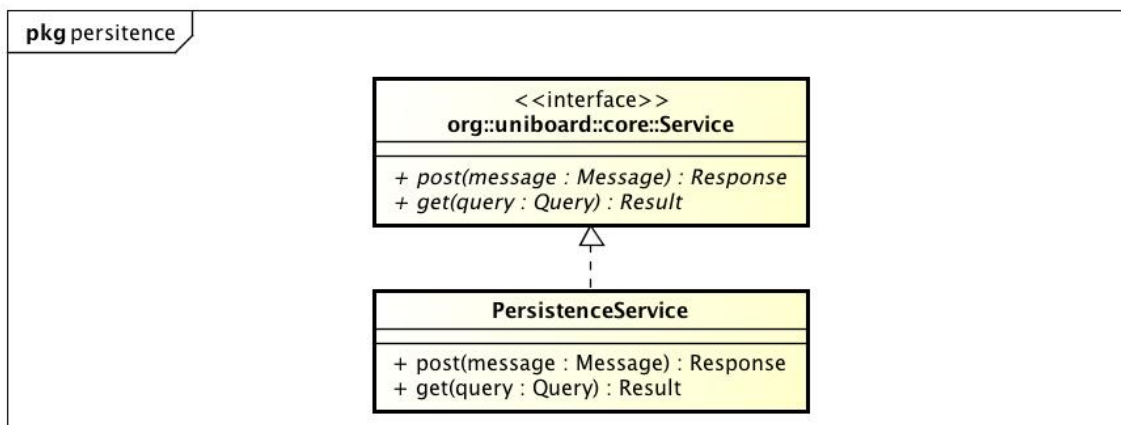 pkg persitence
<<interface>>
org::uniboard::core::Service
+ post(message : Message) : Response
+ get(query : Query) : Result
PersistenceService
+ post(message : Message) : Response
+ get(query : Query) : Result